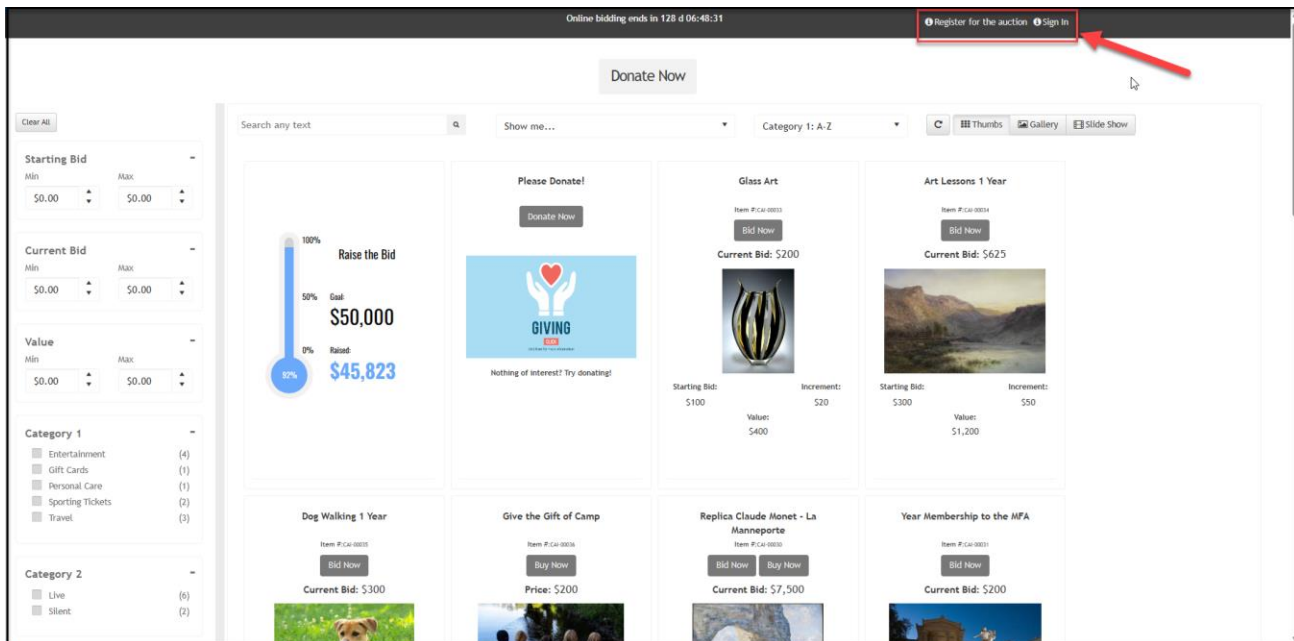 Online bidding ends in 128 d 06:48:31
Register for the auction Sign In
Donate Now
Clear All
Search any text
Show me...
Category 1: A-Z
Thumbs Gallery Slide Show
Starting Bid -
Min Max
$0.00 $0.00
Current Bid -
Min Max
$0.00 $0.00
Value -
Min Max
$0.00 $0.00
Category 1 -
Entertainment (4)
Gift Cards (1)
Personal Care (1)
Sporting Tickets (2)
Travel (3)
Category 2 -
Live (6)
Silent (2)
100%
Raise the Bid
50%
Goal:
$50,000
0%
Raised:
92%
$45,823
Please Donate!
Donate Now
GIVING
Nothing of interest? Try donating!
Glass Art
Item #:CAI-00033
Bid Now
Current Bid: $200
Starting Bid: Increment:
$100 $20
Value:
$400
Art Lessons 1 Year
Item #:CAI-00034
Bid Now
Current Bid: $625
Starting Bid: Increment:
$300 $50
Value:
$1,200
Dog Walking 1 Year
Item #:CAI-00035
Bid Now
Current Bid: $300
Give the Gift of Camp
Item #:CAI-00036
Buy Now
Price: $200
Replica Claude Monet - La
Manneporte
Item #:CAI-00030
Bid Now Buy Now
Current Bid: $7,500
Year Membership to the MFA
Item #:CAI-00031
Bid Now
Current Bid: $200